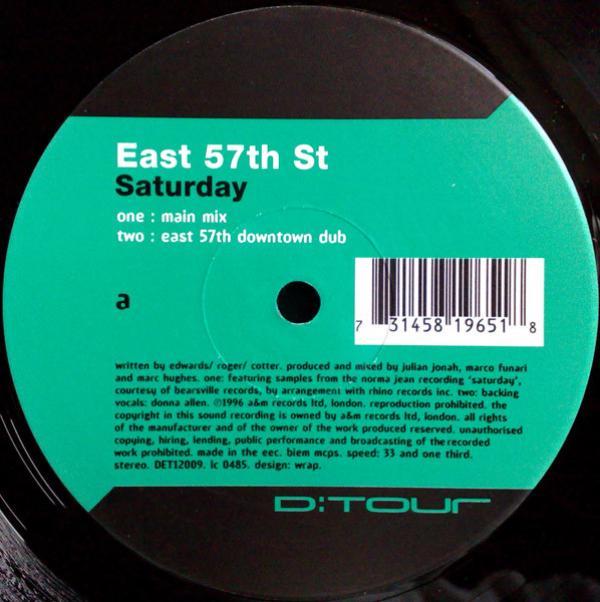 East 57th St
Saturday
one : main mix
two : east 57th downtown dub
a
7 31458 19651 8
written by edwards/ roger/ cotter. produced and mixed by julian jonah, marco funari
and marc hughes. one: featuring samples from the norma jean recording 'saturday',
courtesy of bearsville records, by arrangement with rhino records inc. two: backing
vocals: donna allen. ℗1996 a&m records ltd, london. reproduction prohibited. the
copyright in this sound recording is owned by a&m records ltd, london. all rights
of the manufacturer and of the owner of the work produced reserved. unauthorised
copying, hiring, lending, public performance and broadcasting of the recorded
work prohibited. made in the eec. biem mcps. speed: 33 and one third.
stereo. DET12009. lc 0485. design: wrap.
D:TOUR